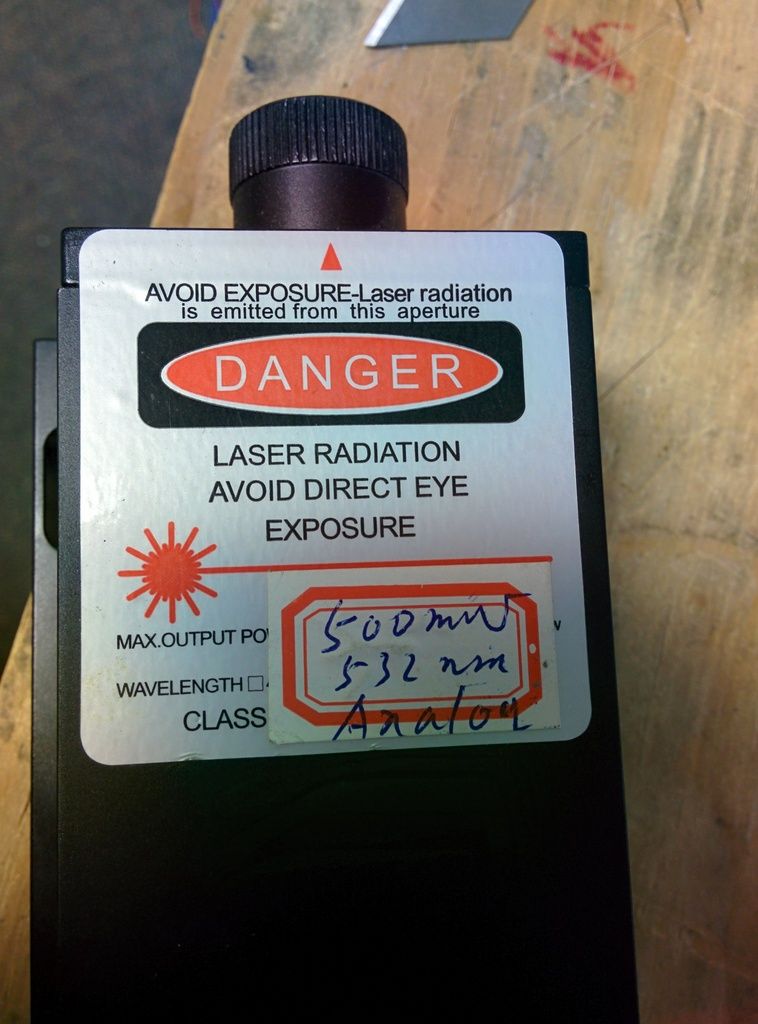 AVOID EXPOSURE-Laser radiation
is emitted from this aperture
DANGER
LASER RADIATION
AVOID DIRECT EYE
EXPOSURE
MAX.OUTPUT
WAVELENGTH □
CLASS
500mW
532 nm
Analog